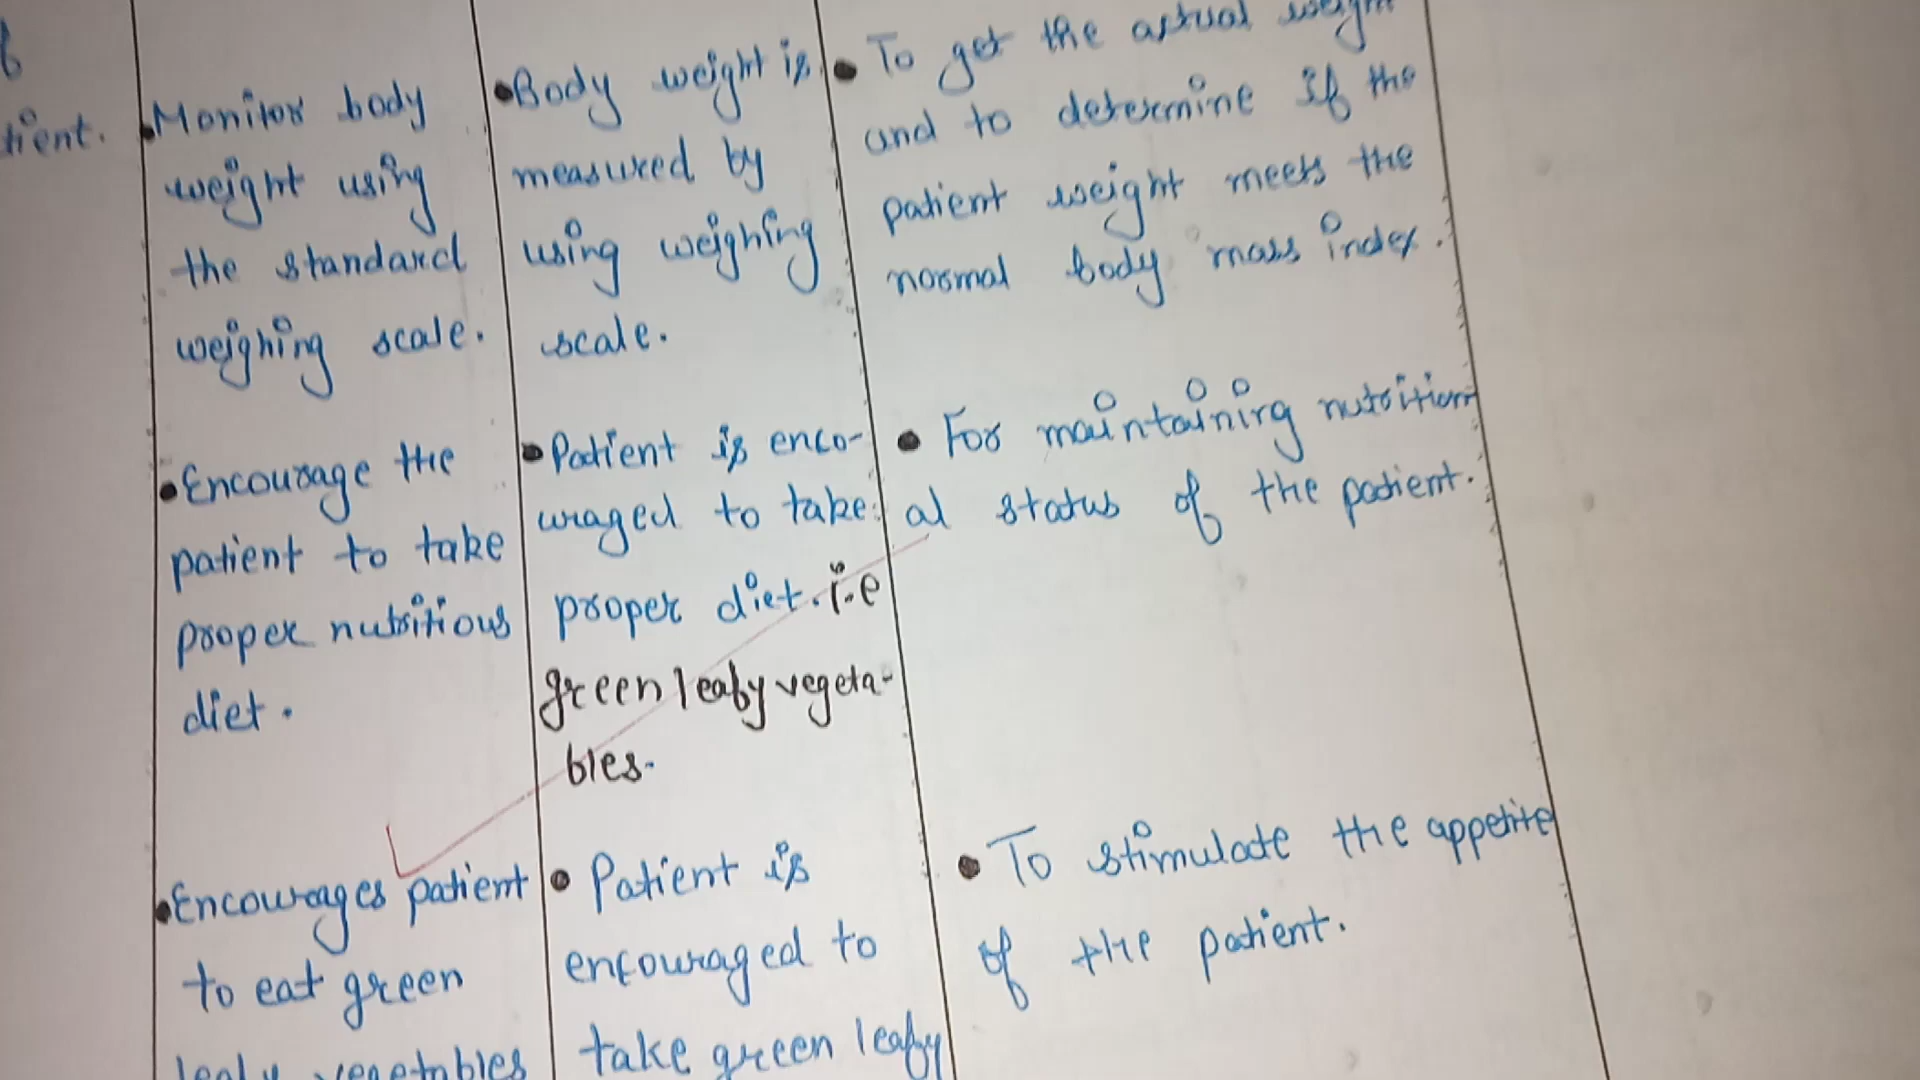 tient.
• Monitor body
weight using
the standard
weighing scale.
• Encourage the
patient to take
proper nutritious
diet.
• Encourages patient
to eat green
leafy vegetables
• Body weight is
measured by
using weighing
scale.
• Patient is enco-
uraged to take
proper diet. i.e
green leafy vegeta-
bles.
• Patient is
encouraged to
take green leafy
• To get the actual weight
and to determine if the
patient weight meets the
normal body mass index.
• For maintaining nutrition
al status of the patient.
• To stimulate the appetite
of the patient.